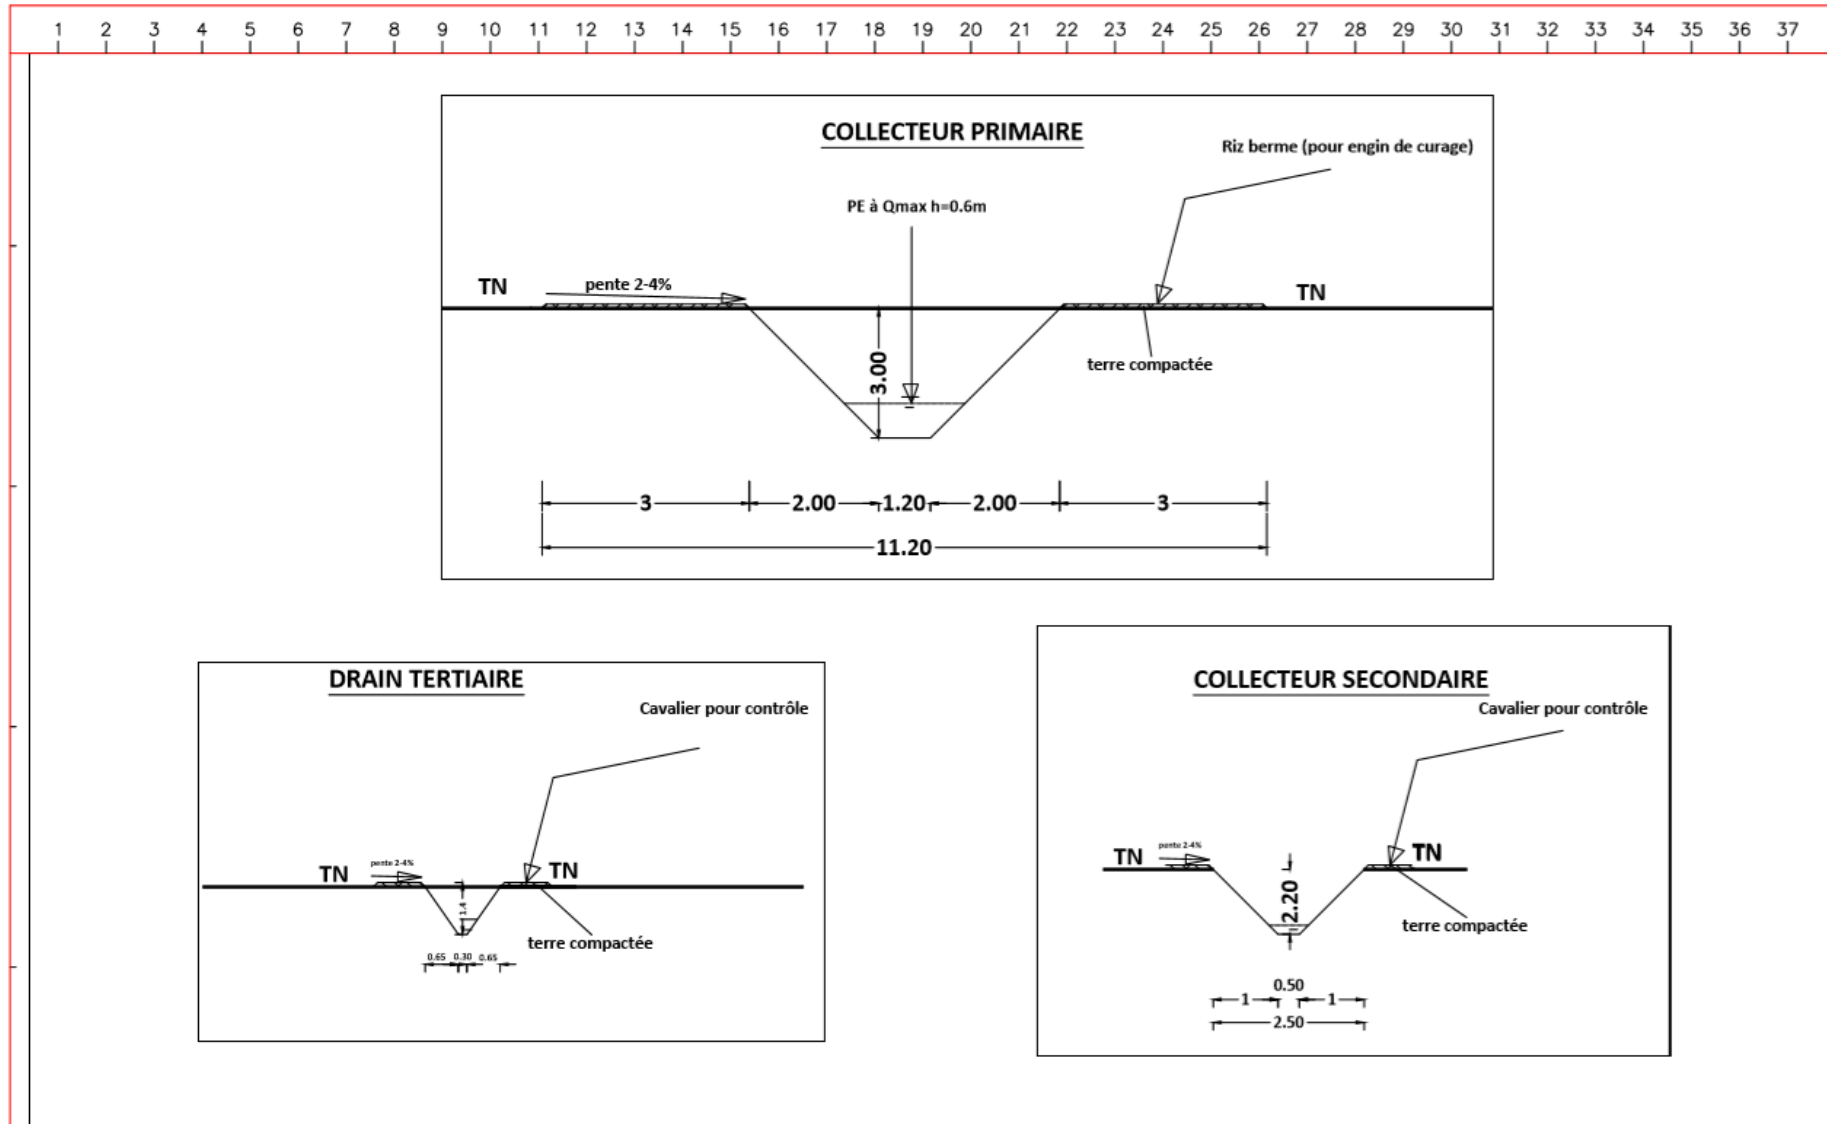 1 2 3 4 5 6 7 8 9 10 11 12 13 14 15 16 17 18 19 20 21 22 23 24 25 26 27 28 29 30 31 32 33 34 35 36 37
COLLECTEUR PRIMAIRE
Riz berme (pour engin de curage)
PE à Qmax h=0.6m
TN
pente 2-4%
TN
3.00
terre compactée
3 2.00 1.20 2.00 3
11.20
DRAIN TERTIAIRE
Cavalier pour contrôle
pente 2-4%
TN
TN
1.4
terre compactée
0.65 0.30 0.65
COLLECTEUR SECONDAIRE
Cavalier pour contrôle
pente 2-4%
TN
TN
2.20
terre compactée
0.50
1 1
2.50